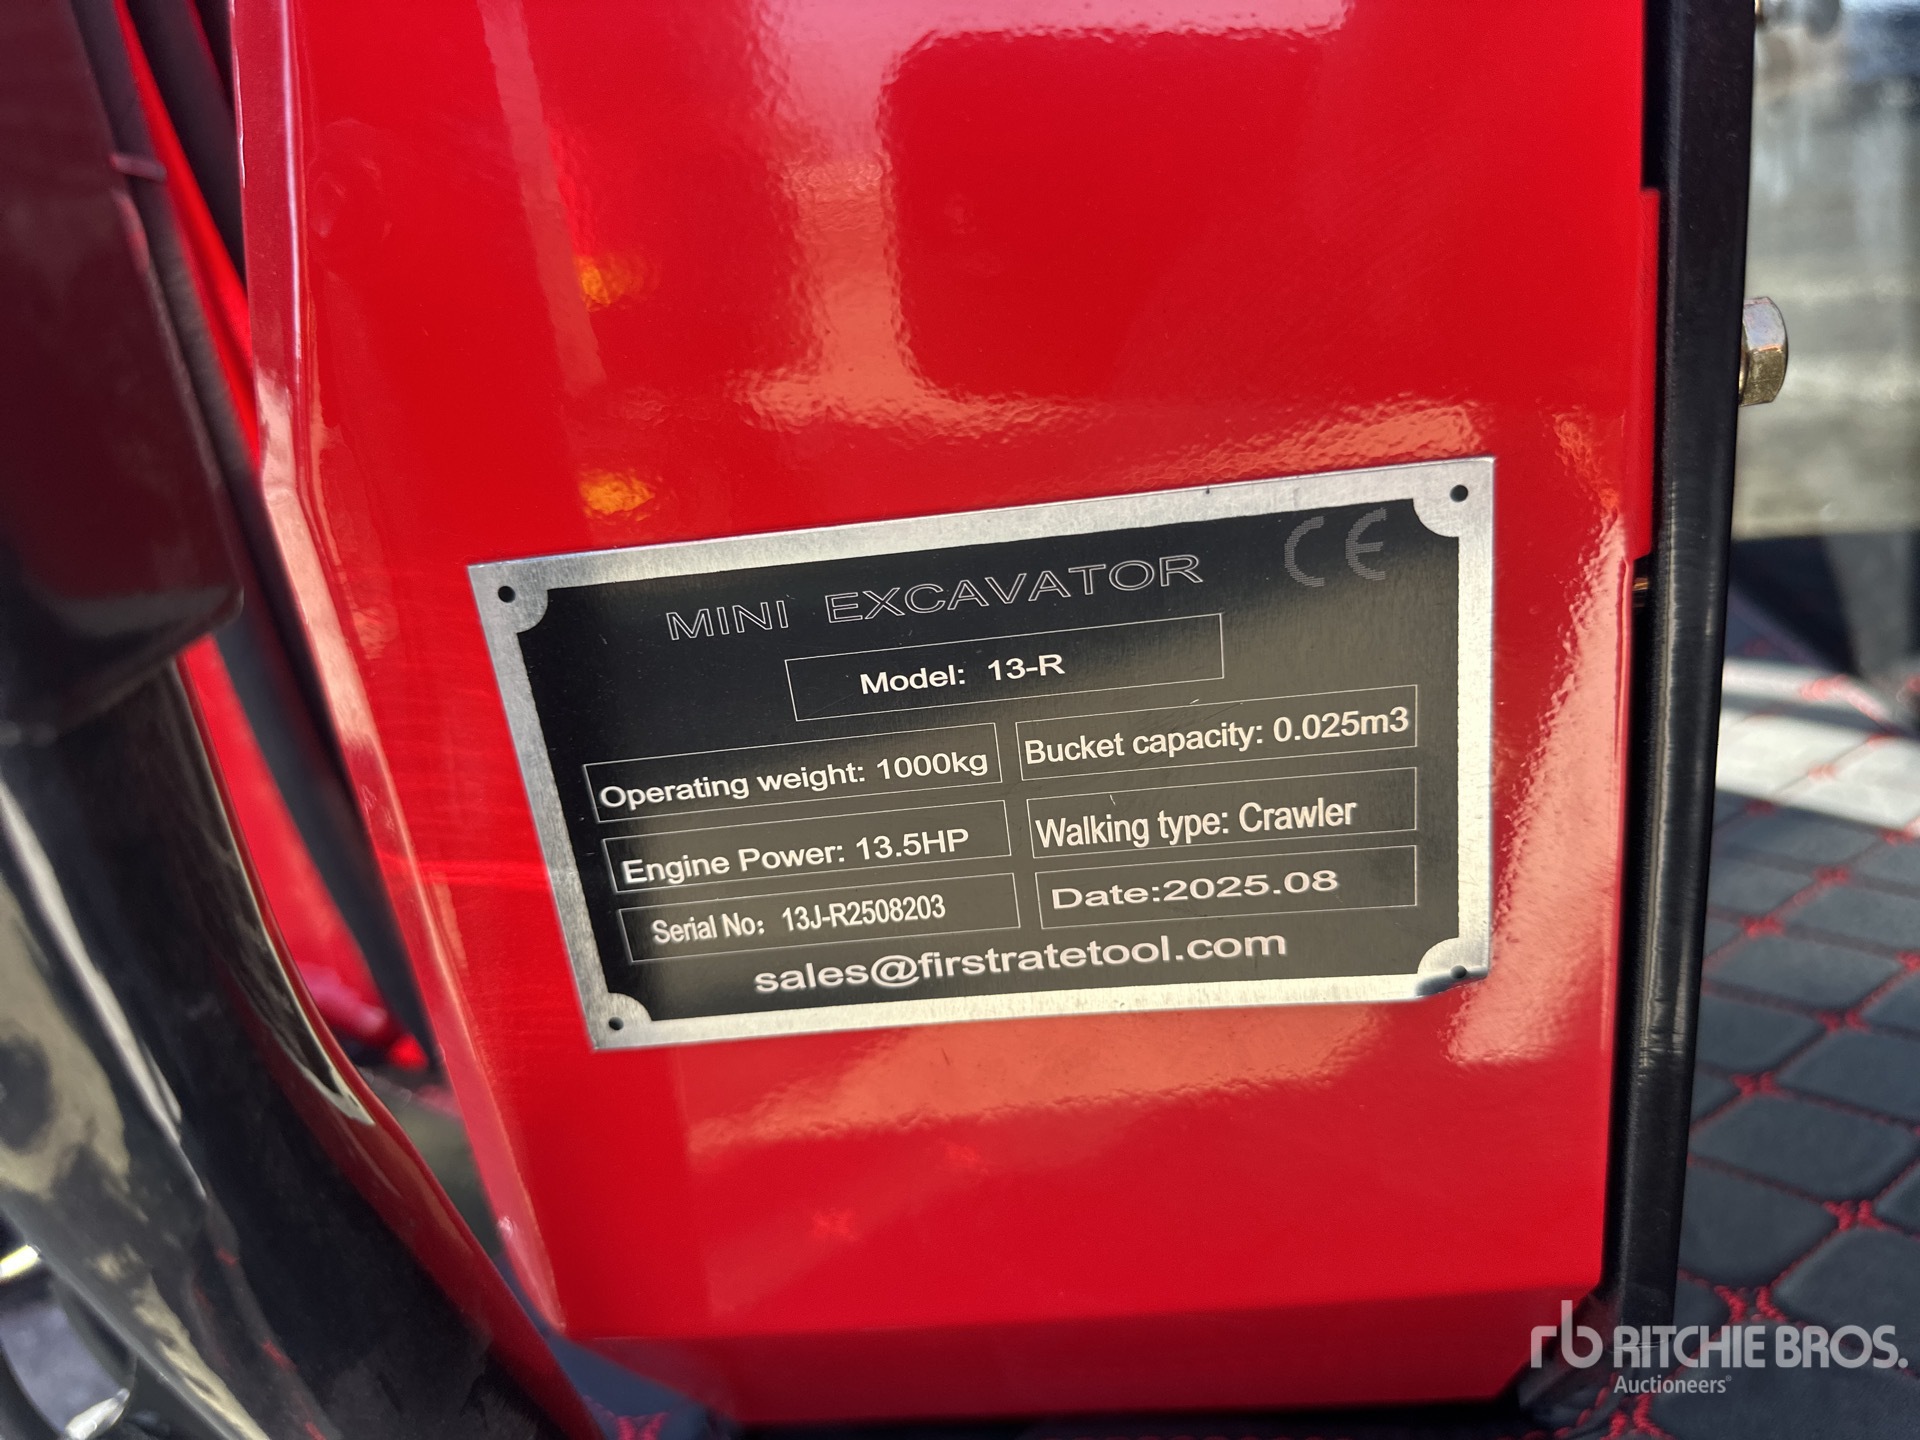 CE
MINI EXCAVATOR
Model: 13-R
Operating weight: 1000kg
Bucket capacity: 0.025m3
Engine Power: 13.5HP
Walking type: Crawler
Serial No: 13J-R2508203
Date:2025.08
sales@firstratetool.com
rb RITCHIE BROS.
Auctioneers